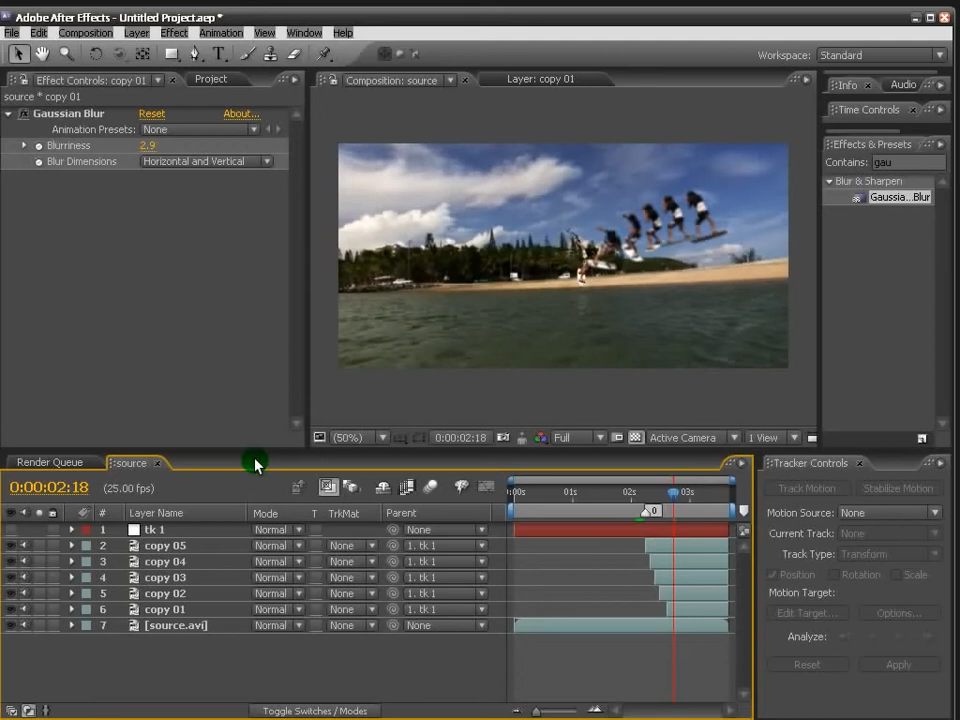 Adobe After Effects - Untitled Project.aep *
File Edit Composition Layer Effect Animation View Window Help
Workspace: Standard
Effect Controls: copy 01 Project
Composition: source Layer: copy 01
Info Audio
source * copy 01
Time Controls
Gaussian Blur Reset About...
Animation Presets: None
Effects & Presets
Blurriness 2.9
Contains: gau
Blur Dimensions Horizontal and Vertical
Blur & Sharpen
Gaussia...Blur
(50%) 0:00:02:18 Full Active Camera 1 View
Render Queue source
Tracker Controls
0:00:02:18 (25.00 fps)
Track Motion Stabilize Motion
:00s 01s 02s 03s
# Layer Name Mode T TrkMat Parent
0
Motion Source: None
1 tk 1 Normal None
Current Track: None
2 copy 05 Normal None 1. tk 1
Track Type: Transform
3 copy 04 Normal None 1. tk 1
4 copy 03 Normal None 1. tk 1
Position Rotation Scale
5 copy 02 Normal None 1. tk 1
Motion Target:
6 copy 01 Normal None 1. tk 1
Edit Target... Options...
7 [source.avi] Normal None None
Analyze:
Reset Apply
Toggle Switches / Modes